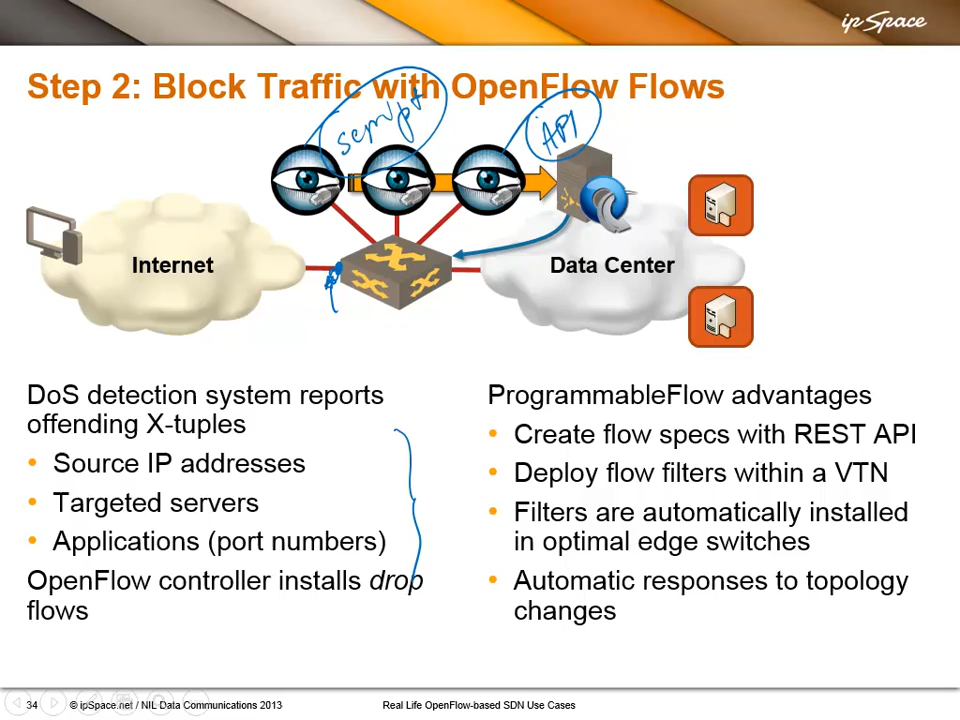 ipSpace
Step 2: Block Traffic with OpenFlow Flows
script
API
Internet
Data Center
DoS detection system reports
offending X-tuples
• Source IP addresses
• Targeted servers
• Applications (port numbers)
OpenFlow controller installs drop
flows
ProgrammableFlow advantages
• Create flow specs with REST API
• Deploy flow filters within a VTN
• Filters are automatically installed
in optimal edge switches
• Automatic responses to topology
changes
34 © ipSpace.net / NIL Data Communications 2013 Real Life OpenFlow-based SDN Use Cases